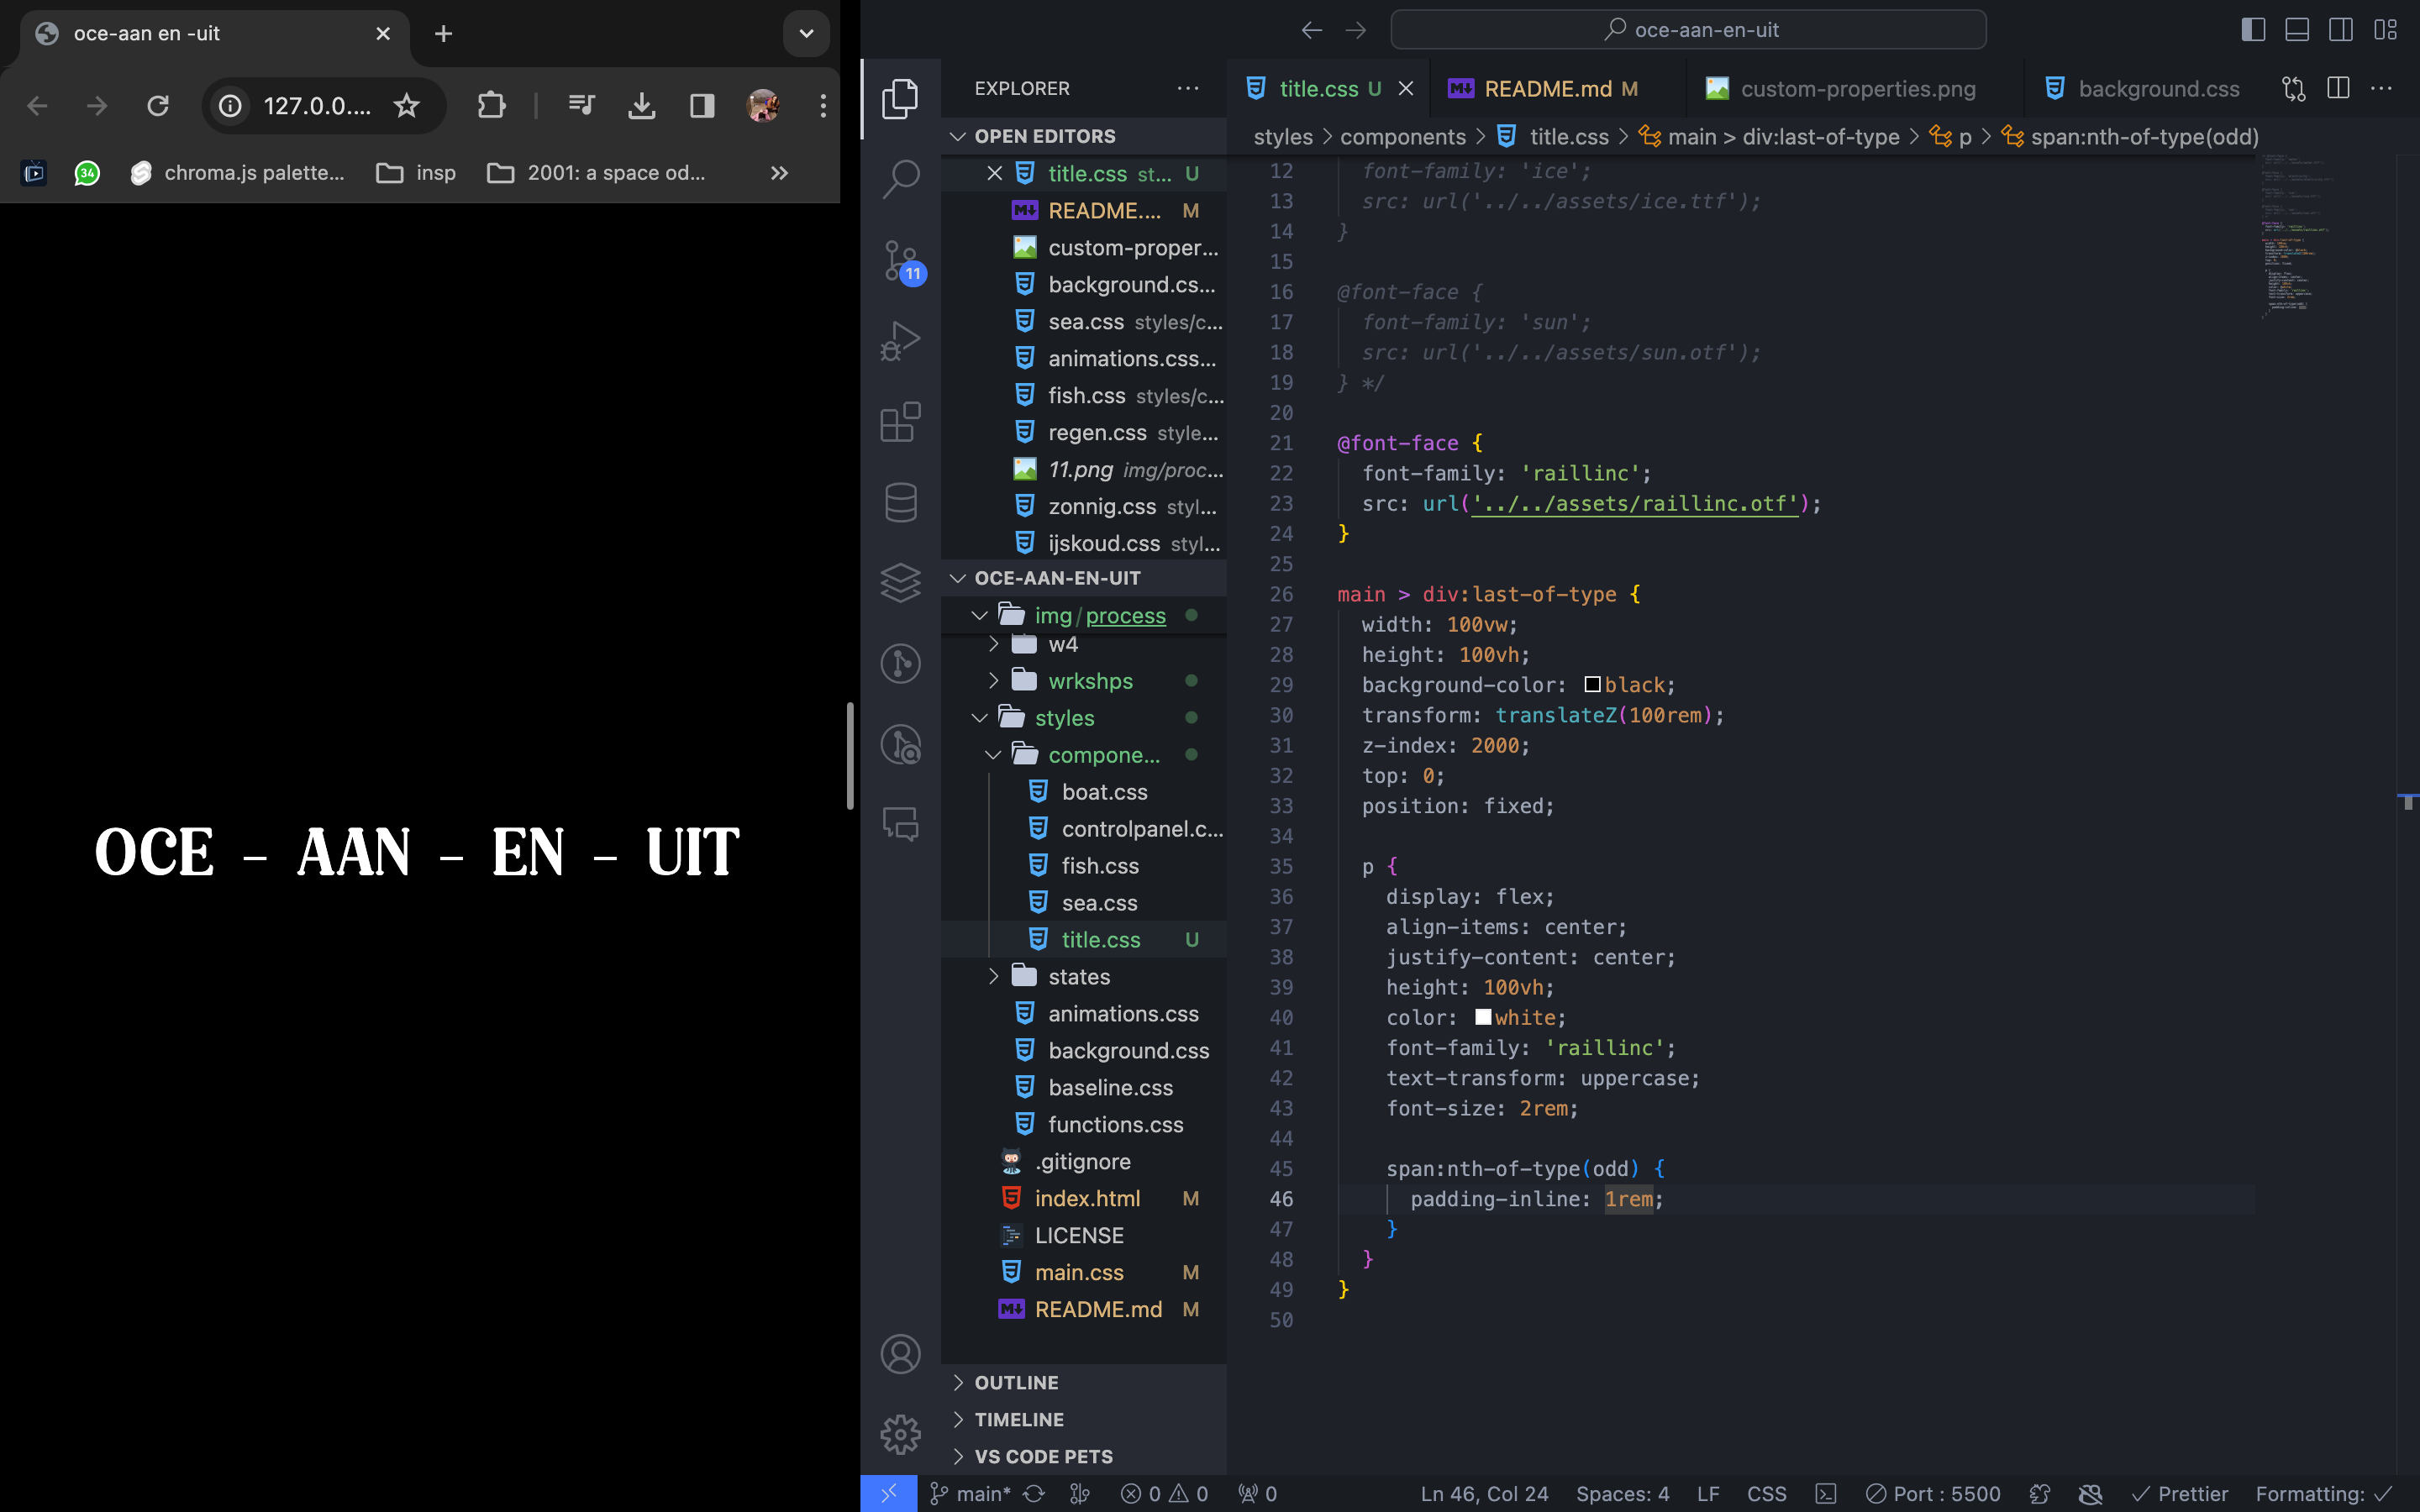 oce-aan en -uit
127.0.0....
34
chroma.js palette...
insp
2001: a space od...
OCE - AAN - EN - UIT
oce-aan-en-uit
EXPLORER
OPEN EDITORS
title.css st... U
README.... M
custom-proper...
background.cs...
sea.css styles/c...
animations.css...
fish.css styles/c...
regen.css style...
11.png img/proc...
zonnig.css styl...
ijskoud.css styl...
OCE-AAN-EN-UIT
img/process
w4
wrkshps
styles
compone...
boat.css
controlpanel.c...
fish.css
sea.css
title.css U
states
animations.css
background.css
baseline.css
functions.css
.gitignore
index.html M
LICENSE
main.css M
README.md M
OUTLINE
TIMELINE
VS CODE PETS
11
title.css U
README.md M
custom-properties.png
background.css
styles > components > title.css > main > div:last-of-type > p > span:nth-of-type(odd)
12 font-family: 'ice';
13 src: url('../../assets/ice.ttf');
14 }
15
16 @font-face {
17 font-family: 'sun';
18 src: url('../../assets/sun.otf');
19 } */
20
21 @font-face {
22 font-family: 'raillinc';
23 src: url('../../assets/raillinc.otf');
24 }
25
26 main > div:last-of-type {
27 width: 100vw;
28 height: 100vh;
29 background-color: black;
30 transform: translateZ(100rem);
31 z-index: 2000;
32 top: 0;
33 position: fixed;
34
35 p {
36 display: flex;
37 align-items: center;
38 justify-content: center;
39 height: 100vh;
40 color: white;
41 font-family: 'raillinc';
42 text-transform: uppercase;
43 font-size: 2rem;
44
45 span:nth-of-type(odd) {
46 padding-inline: 1rem;
47 }
48 }
49 }
50
main* 0 0 0 Ln 46, Col 24 Spaces: 4 LF CSS Port : 5500 Prettier Formatting: